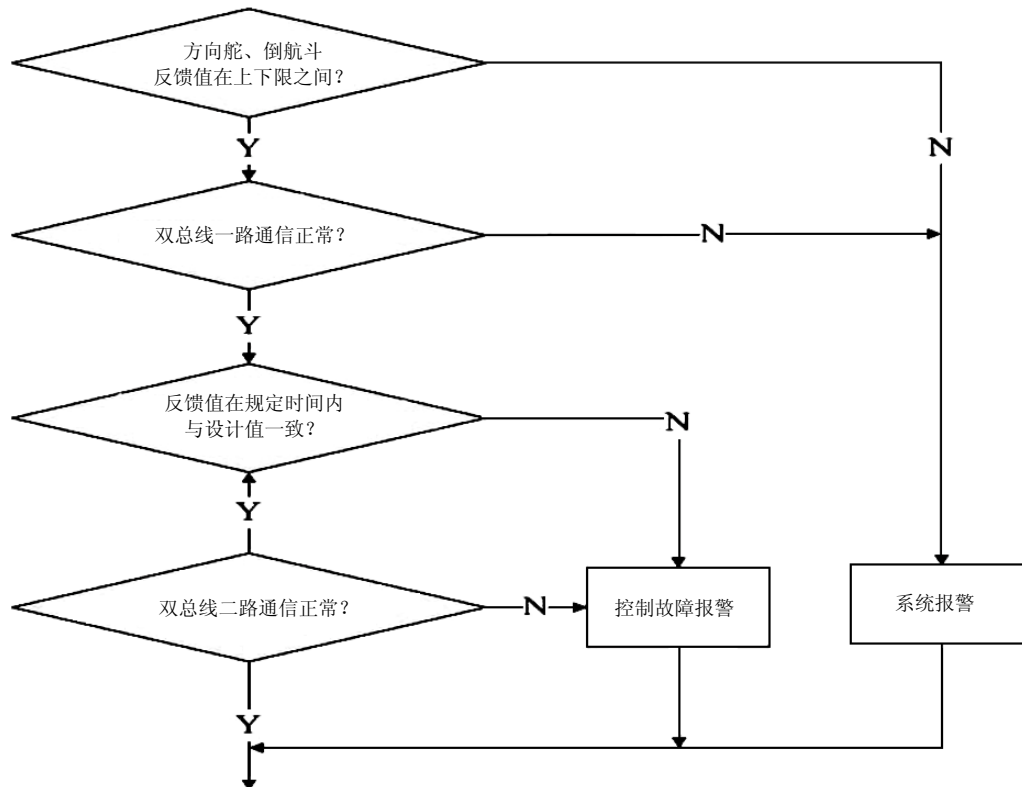 方向舵、倒航斗
反馈值在上下限之间?
Y
N
双总线一路通信正常?
N
Y
反馈值在规定时间内
与设计值一致?
N
Y
双总线二路通信正常?
N
控制故障报警
系统报警
Y